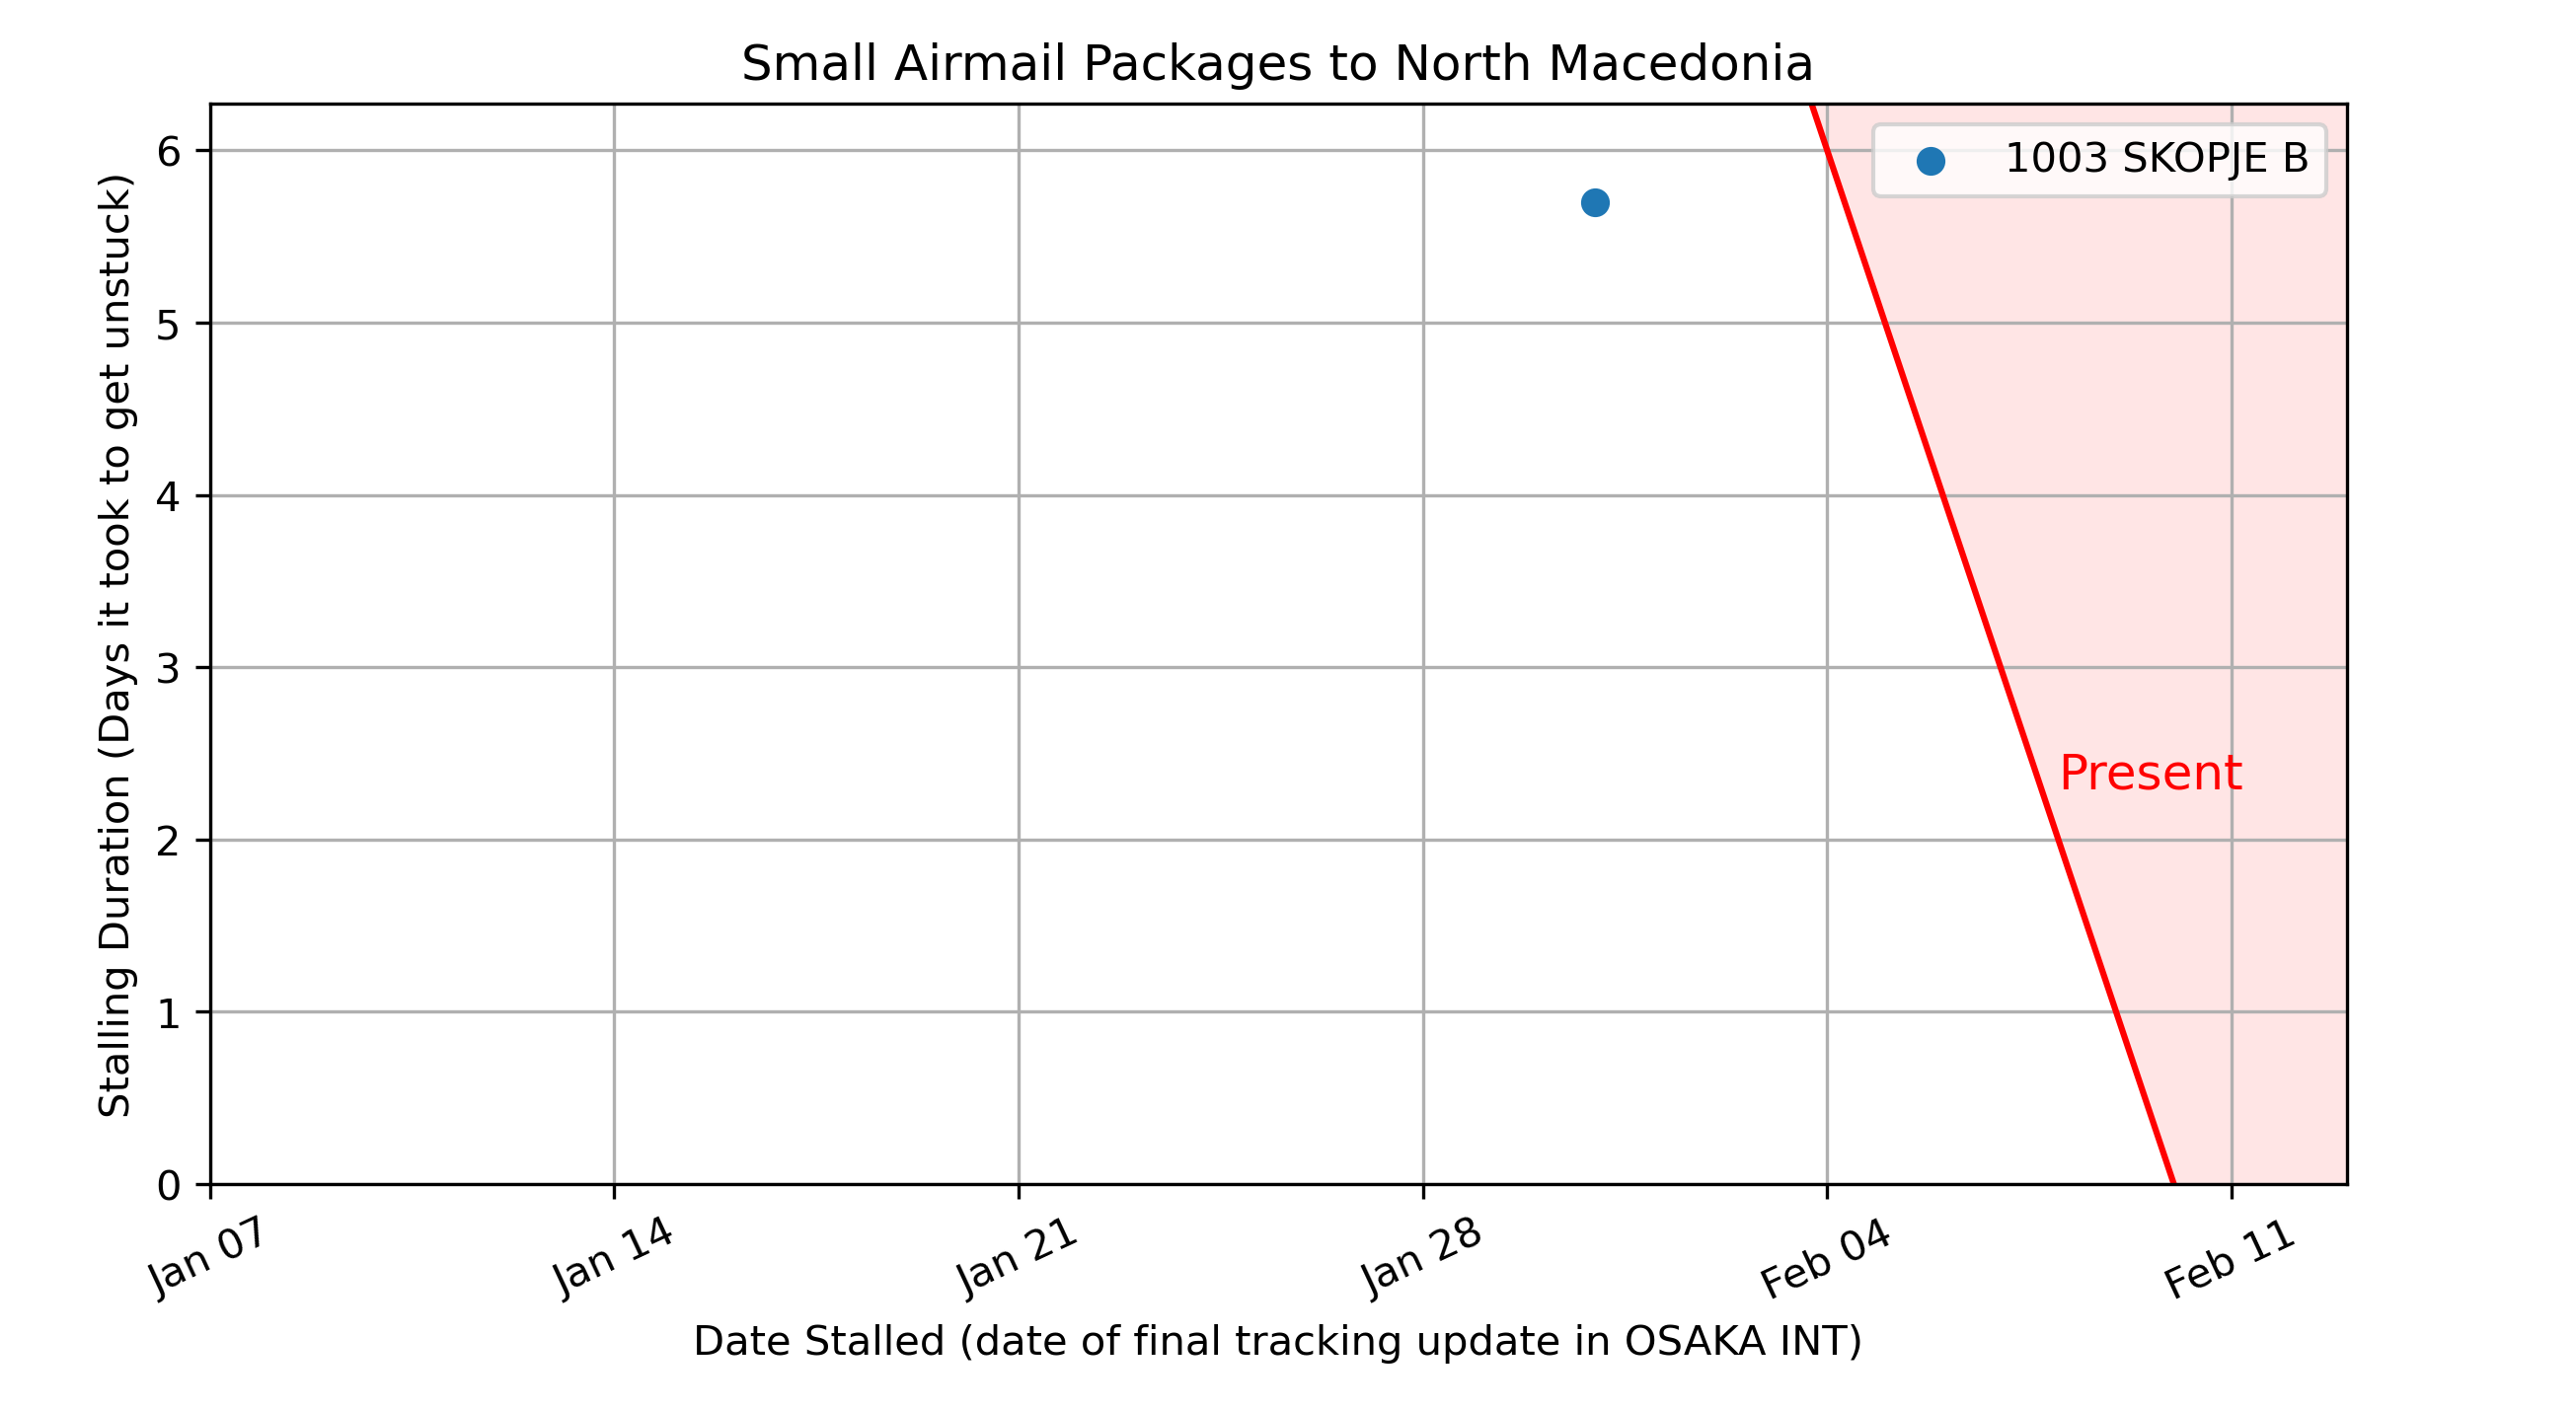 Small Airmail Packages to North Macedonia
1003 SKOPJE B
6
5
4
3
2
1
0
Stalling Duration (Days it took to get unstuck)
Present
Jan 07
Jan 14
Jan 21
Jan 28
Feb 04
Feb 11
Date Stalled (date of final tracking update in OSAKA INT)